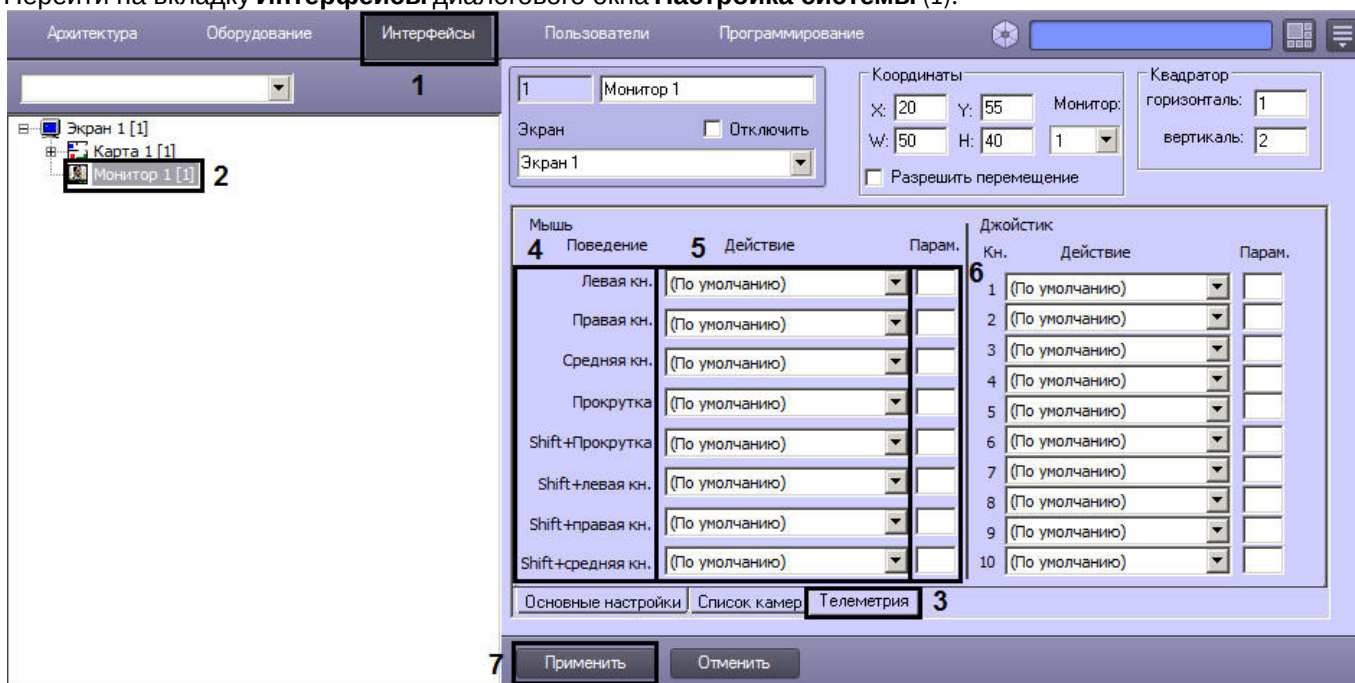 Перейти на вкладку Интерфейсы диалогового окна Настройка системы (1).
Архитектура Оборудование Интерфейсы Пользователи Программирование
1
Экран 1 [1]
Карта 1 [1]
Монитор 1 [1] 2
1 Монитор 1
Экран Отключить
Экран 1
Координаты
X: 20 Y: 55 Монитор:
W: 50 H: 40 1
Разрешить перемещение
Квадратор
горизонталь: 1
вертикаль: 2
Мышь
4 Поведение 5 Действие Парам.
Левая кн. (По умолчанию)
Правая кн. (По умолчанию)
Средняя кн. (По умолчанию)
Прокрутка (По умолчанию)
Shift+Прокрутка (По умолчанию)
Shift+левая кн. (По умолчанию)
Shift+правая кн. (По умолчанию)
Shift+средняя кн. (По умолчанию)
Джойстик
Кн. Действие Парам.
6
1 (По умолчанию)
2 (По умолчанию)
3 (По умолчанию)
4 (По умолчанию)
5 (По умолчанию)
6 (По умолчанию)
7 (По умолчанию)
8 (По умолчанию)
9 (По умолчанию)
10 (По умолчанию)
Основные настройки Список камер Телеметрия 3
7 Применить Отменить